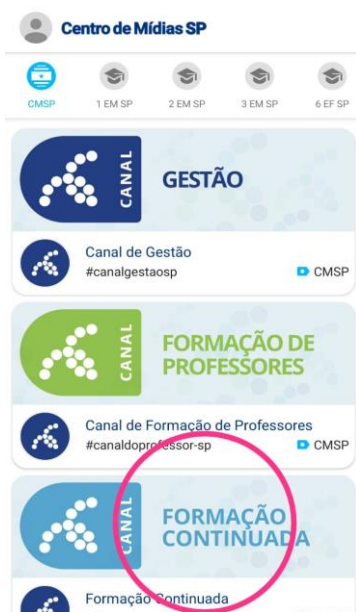 Centro de Mídias SP
CMSP
1 EM SP
2 EM SP
3 EM SP
6 EF SP
CANAL
GESTÃO
Canal de Gestão
#canalgestaosp
CMSP
CANAL
FORMAÇÃO DE
PROFESSORES
Canal de Formação de Professores
#canaldoprofessor-sp
CMSP
CANAL
FORMAÇÃO
CONTINUADA
Formação Continuada